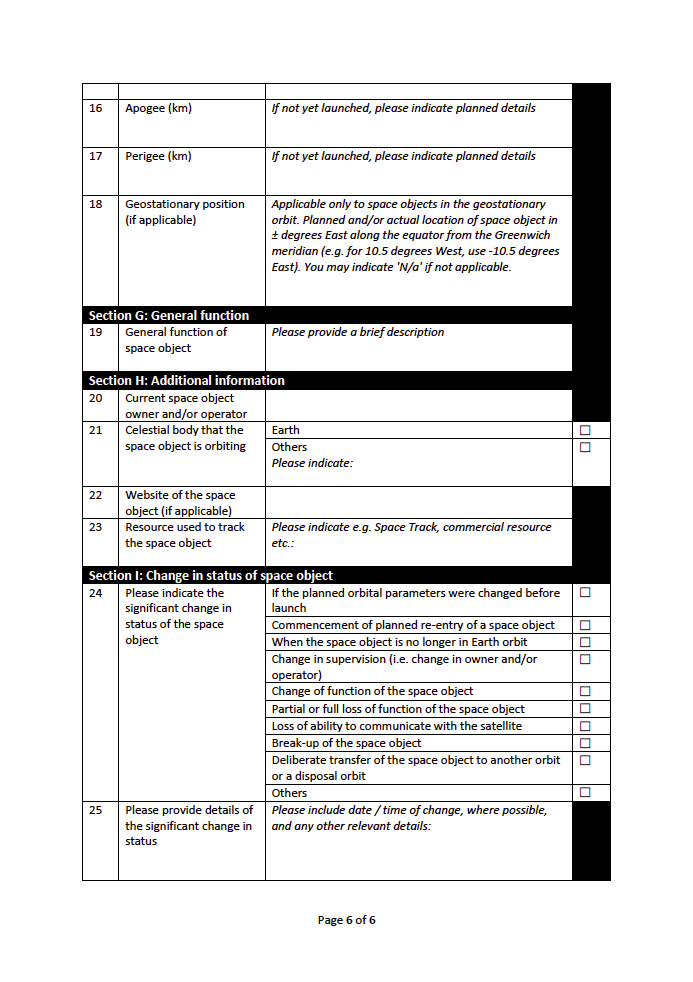 16 Apogee (km) If not yet launched, please indicate planned details
17 Perigee (km) If not yet launched, please indicate planned details
18 Geostationary position Applicable only to space objects in the geostationary
(if applicable) orbit. Planned and/or actual location of space object in
± degrees East along the equator from the Greenwich
meridian (e.g. for 10.5 degrees West, use -10.5 degrees
East). You may indicate 'N/a' if not applicable.
Section G: General function
19 General function of Please provide a brief description
space object
Section H: Additional information
20 Current space object
owner and/or operator
21 Celestial body that the Earth ☐
space object is orbiting Others ☐
Please indicate:
22 Website of the space
object (if applicable)
23 Resource used to track Please indicate e.g. Space Track, commercial resource
the space object etc.:
Section I: Change in status of space object
24 Please indicate the If the planned orbital parameters were changed before ☐
significant change in launch
status of the space Commencement of planned re-entry of a space object ☐
object When the space object is no longer in Earth orbit ☐
Change in supervision (i.e. change in owner and/or ☐
operator)
Change of function of the space object ☐
Partial or full loss of function of the space object ☐
Loss of ability to communicate with the satellite ☐
Break-up of the space object ☐
Deliberate transfer of the space object to another orbit ☐
or a disposal orbit
Others ☐
25 Please provide details of Please include date / time of change, where possible,
the significant change in and any other relevant details:
status
Page 6 of 6